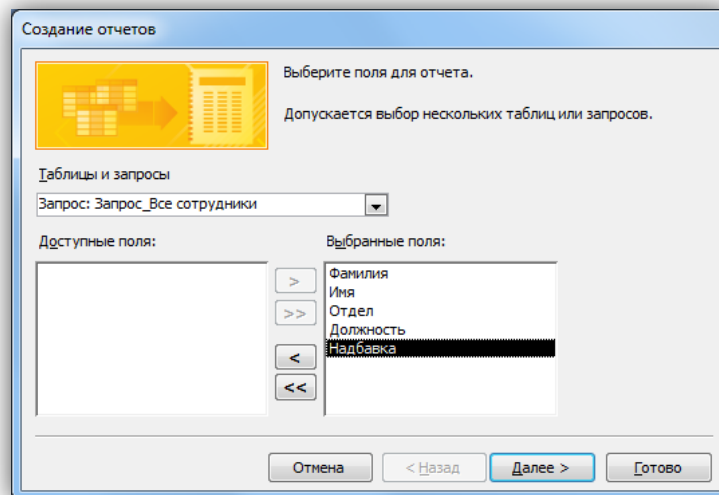 Создание отчетов
Выберите поля для отчета.
Допускается выбор нескольких таблиц или запросов.
Таблицы и запросы
Запрос: Запрос_Все сотрудники
Доступные поля:
Выбранные поля:
>
>>
<
<<
Фамилия
Имя
Отдел
Должность
Надбавка
Отмена
< Назад
Далее >
Готово